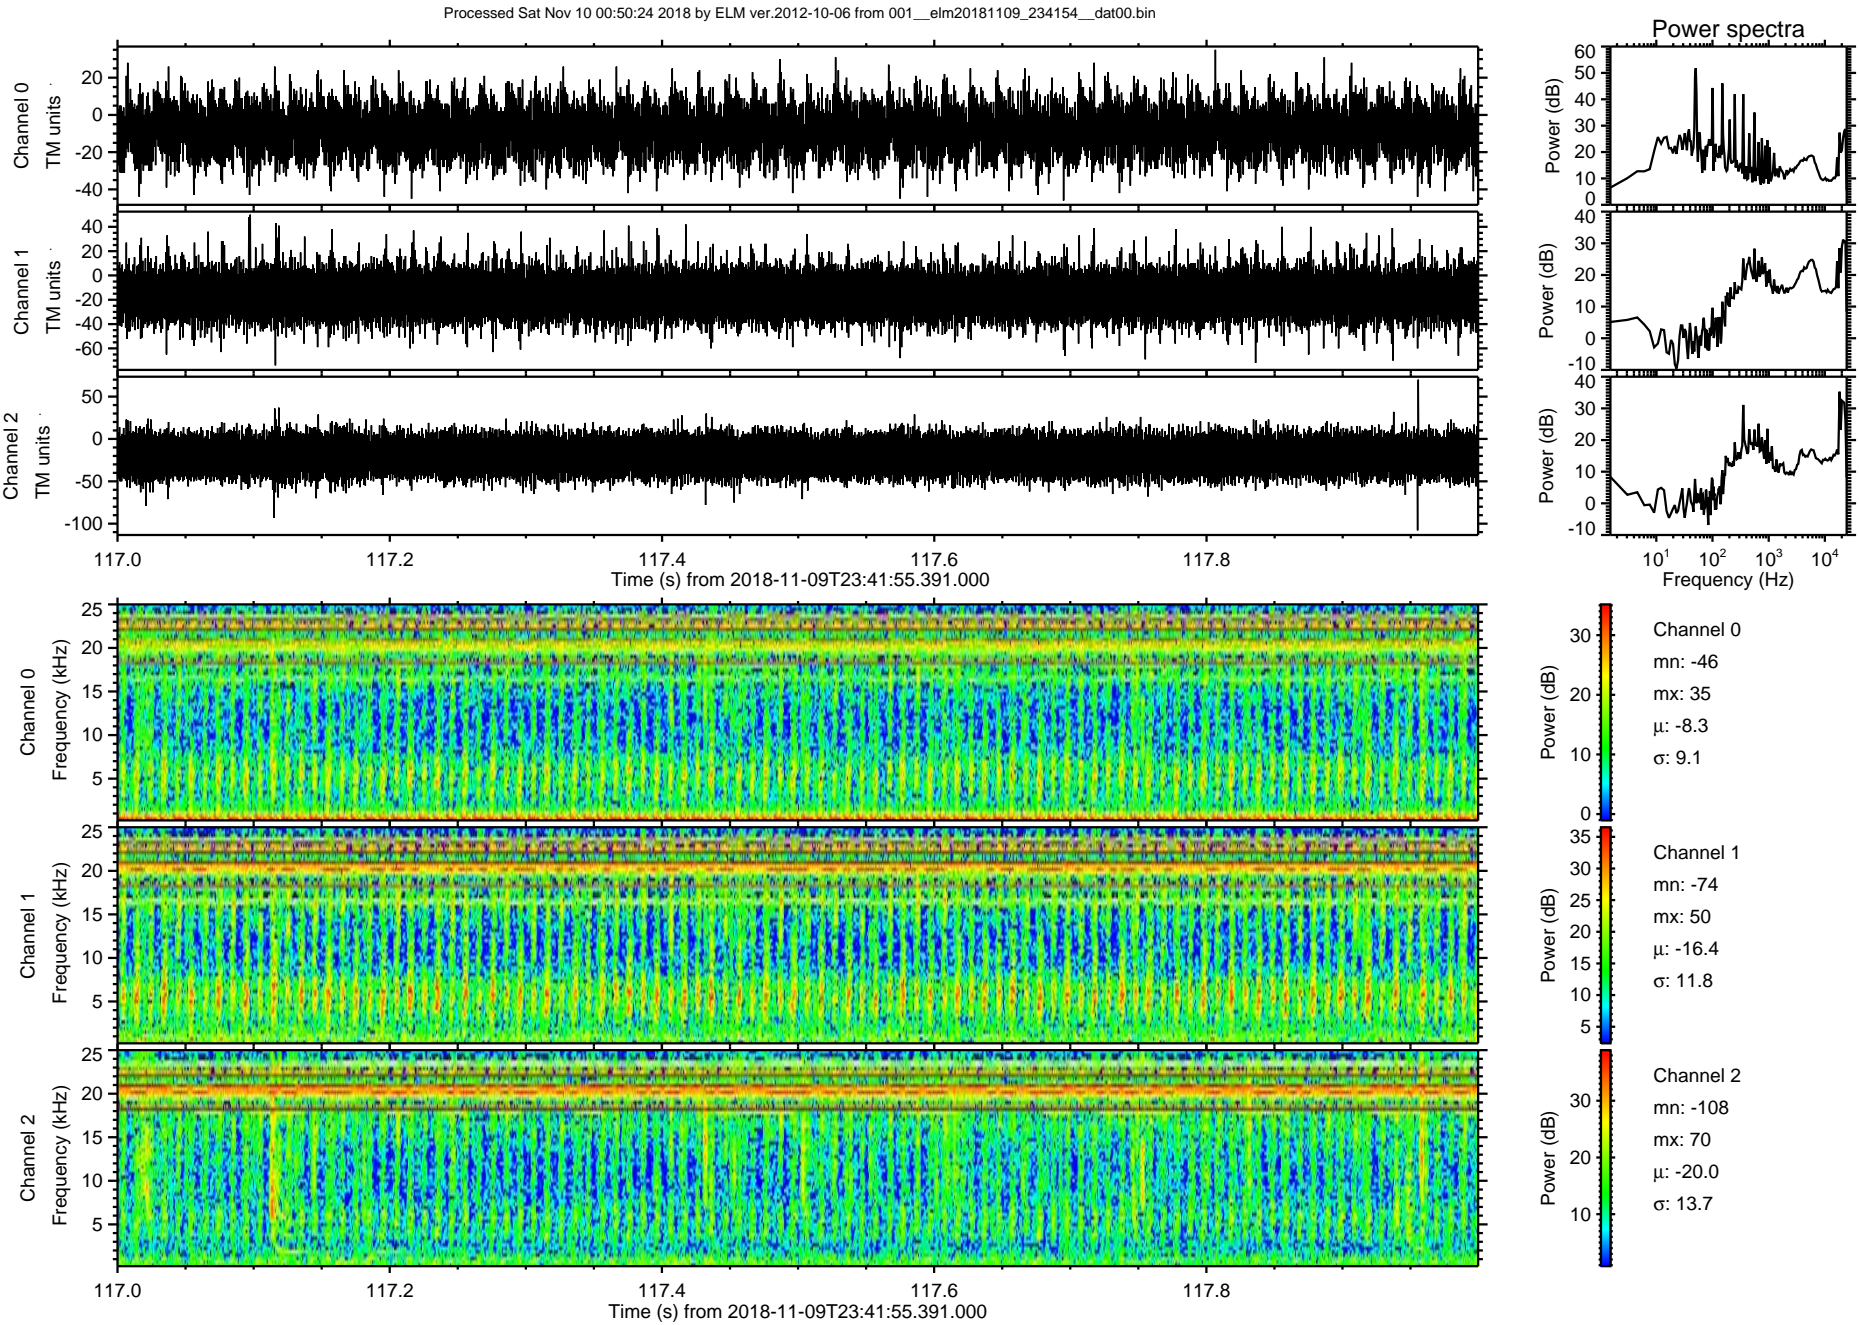 Processed Sat Nov 10 00:50:24 2018 by ELM ver.2012-10-06 from 001__elm20181109_234154__dat00.bin
Power spectra
Channel 0
TM units
20
0
-20
-40
Power (dB)
60
50
40
30
20
10
0
Channel 1
TM units
40
20
0
-20
-40
-60
Power (dB)
40
30
20
10
0
-10
Channel 2
TM units
50
0
-50
-100
Power (dB)
40
30
20
10
0
-10
117.0 117.2 117.4 117.6 117.8
Time (s) from 2018-11-09T23:41:55.391.000
10^1 10^2 10^3 10^4
Frequency (Hz)
Channel 0
Frequency (kHz)
25
20
15
10
5
Power (dB)
30
20
10
0
Channel 0
mn: -46
mx: 35
μ: -8.3
σ: 9.1
Channel 1
Frequency (kHz)
25
20
15
10
5
Power (dB)
35
30
25
20
15
10
5
Channel 1
mn: -74
mx: 50
μ: -16.4
σ: 11.8
Channel 2
Frequency (kHz)
25
20
15
10
5
Power (dB)
30
20
10
Channel 2
mn: -108
mx: 70
μ: -20.0
σ: 13.7
117.0 117.2 117.4 117.6 117.8
Time (s) from 2018-11-09T23:41:55.391.000